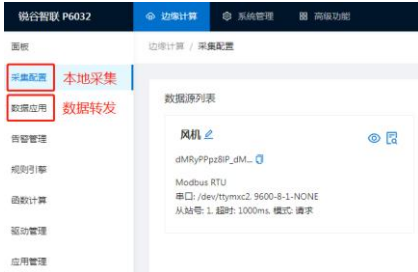 锐谷智联 P6032
边缘计算
系统管理
高级功能
面板
边缘计算 / 采集配置
采集配置
本地采集
数据应用
数据转发
数据源列表
告警管理
风机
dMRyPPpz8IP_dM...
规则引擎
Modbus RTU
函数计算
串口: /dev/ttymxc2. 9600-8-1-NONE
从站号: 1, 超时: 1000ms, 模式: 请求
驱动管理
应用管理